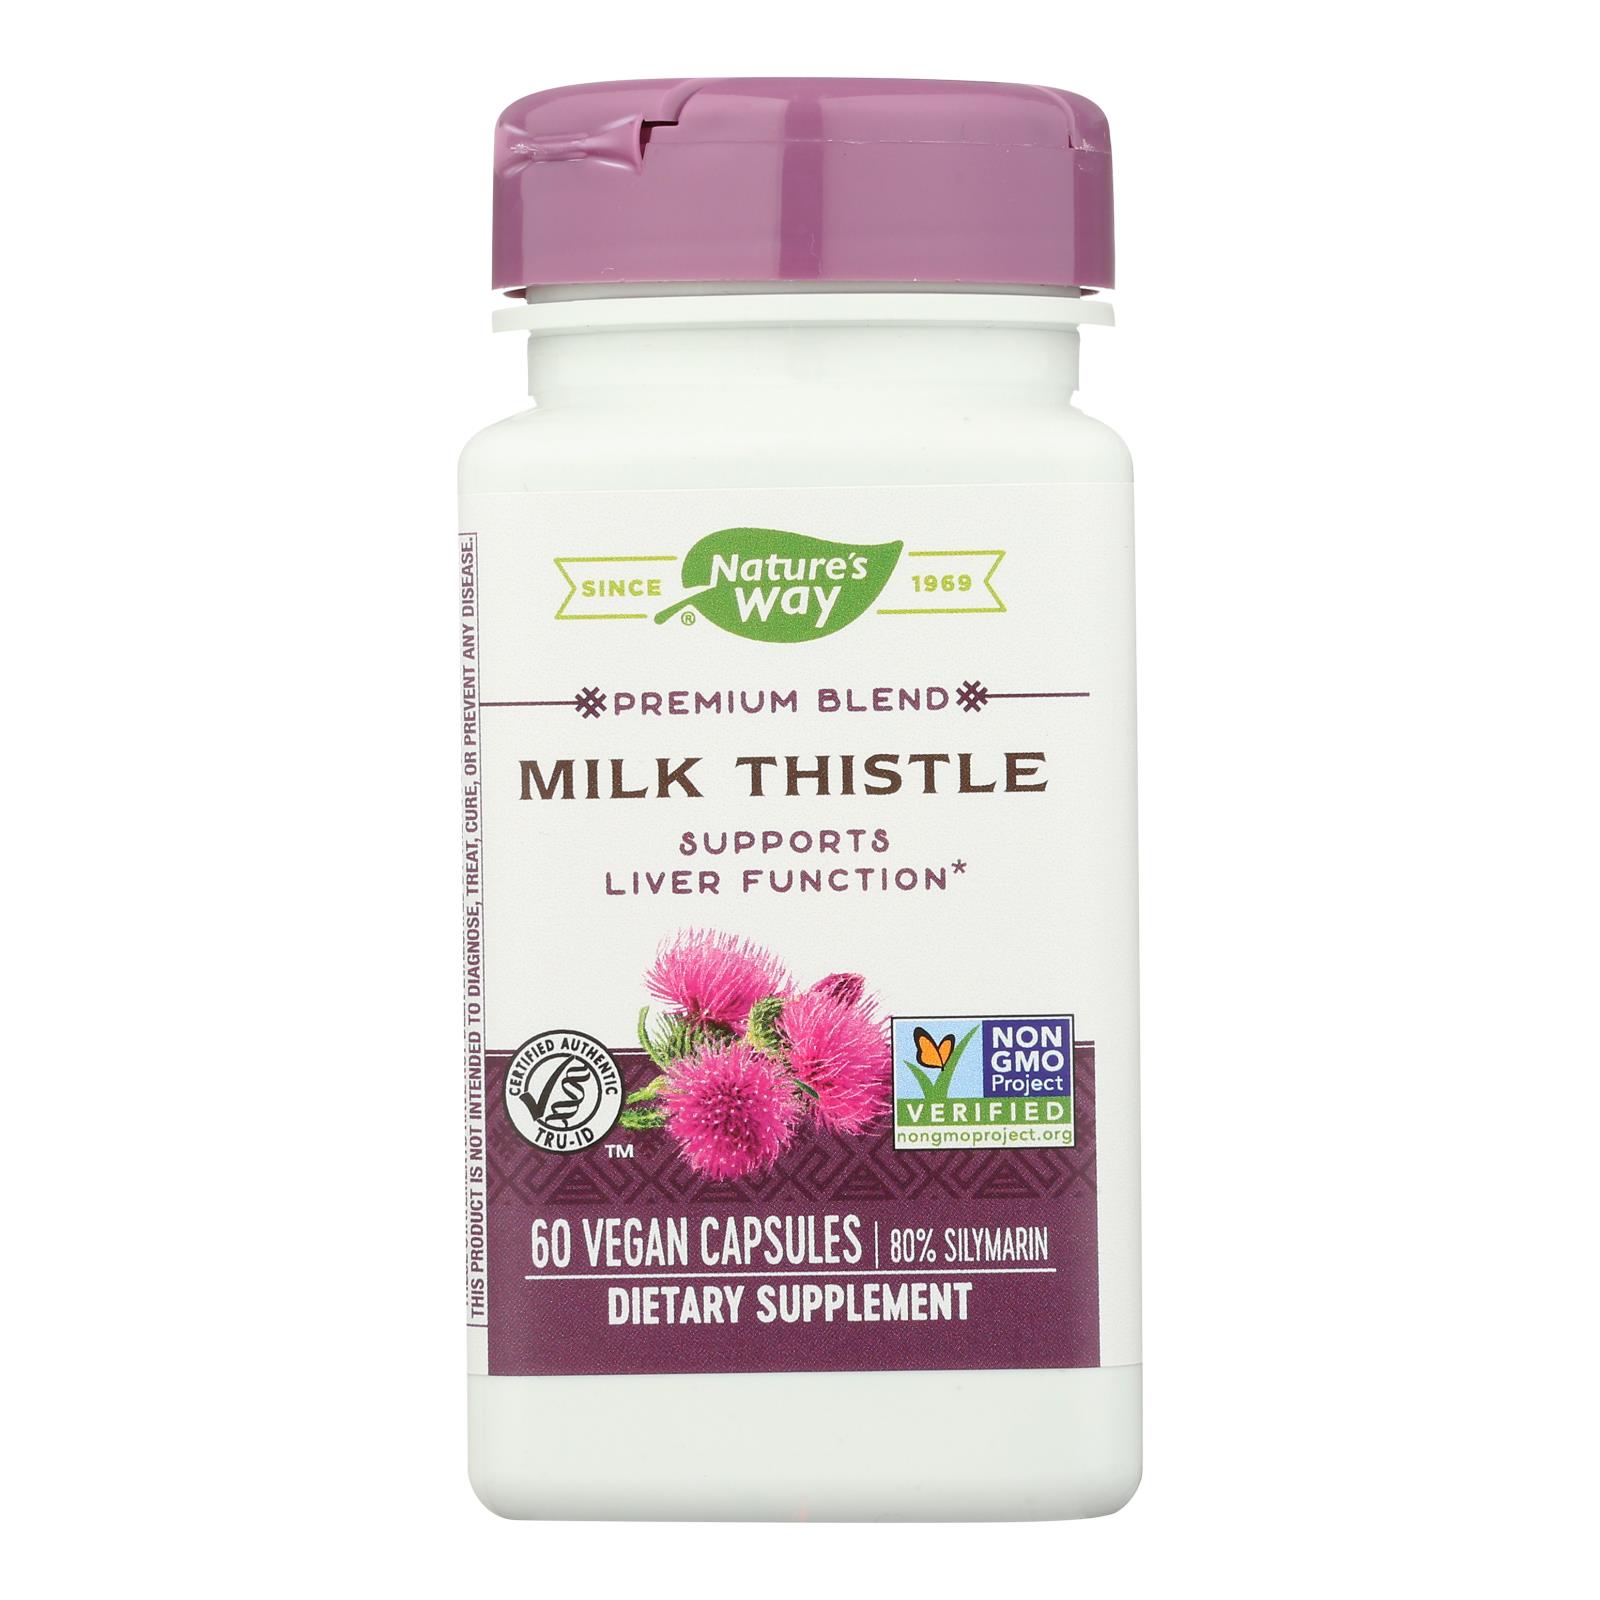 SINCE Nature's Way ® 1969
PREMIUM BLEND
MILK THISTLE
SUPPORTS
LIVER FUNCTION*
CERTIFIED AUTHENTIC
TRU-ID
™
NON
GMO
Project
VERIFIED
nongmoproject.org
60 VEGAN CAPSULES | 80% SILYMARIN
DIETARY SUPPLEMENT
THIS PRODUCT IS NOT INTENDED TO DIAGNOSE, TREAT, CURE, OR PREVENT ANY DISEASE.